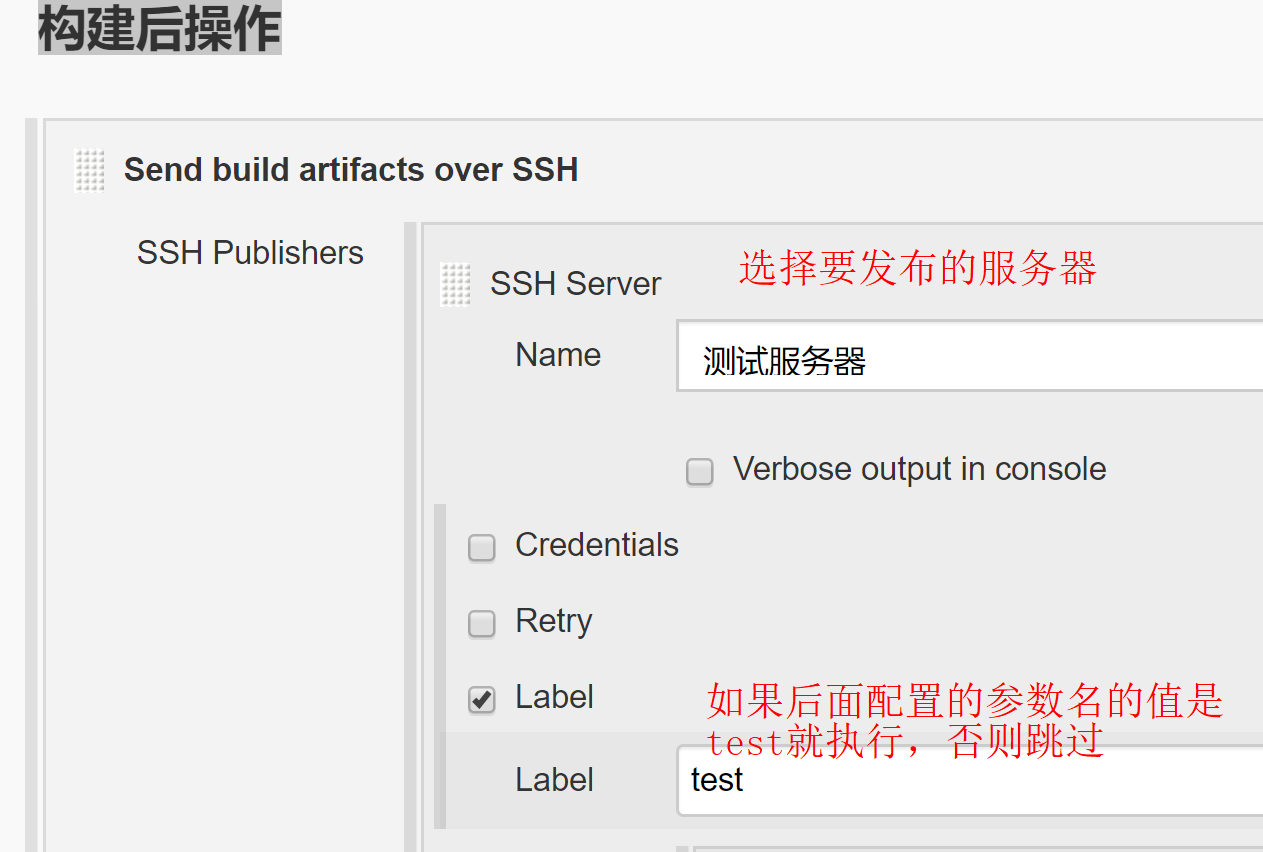 构建后操作
Send build artifacts over SSH
SSH Publishers
SSH Server
选择要发布的服务器
Name
测试服务器
Verbose output in console
Credentials
Retry
Label
如果后面配置的参数名的值是
test就执行，否则跳过
Label
test